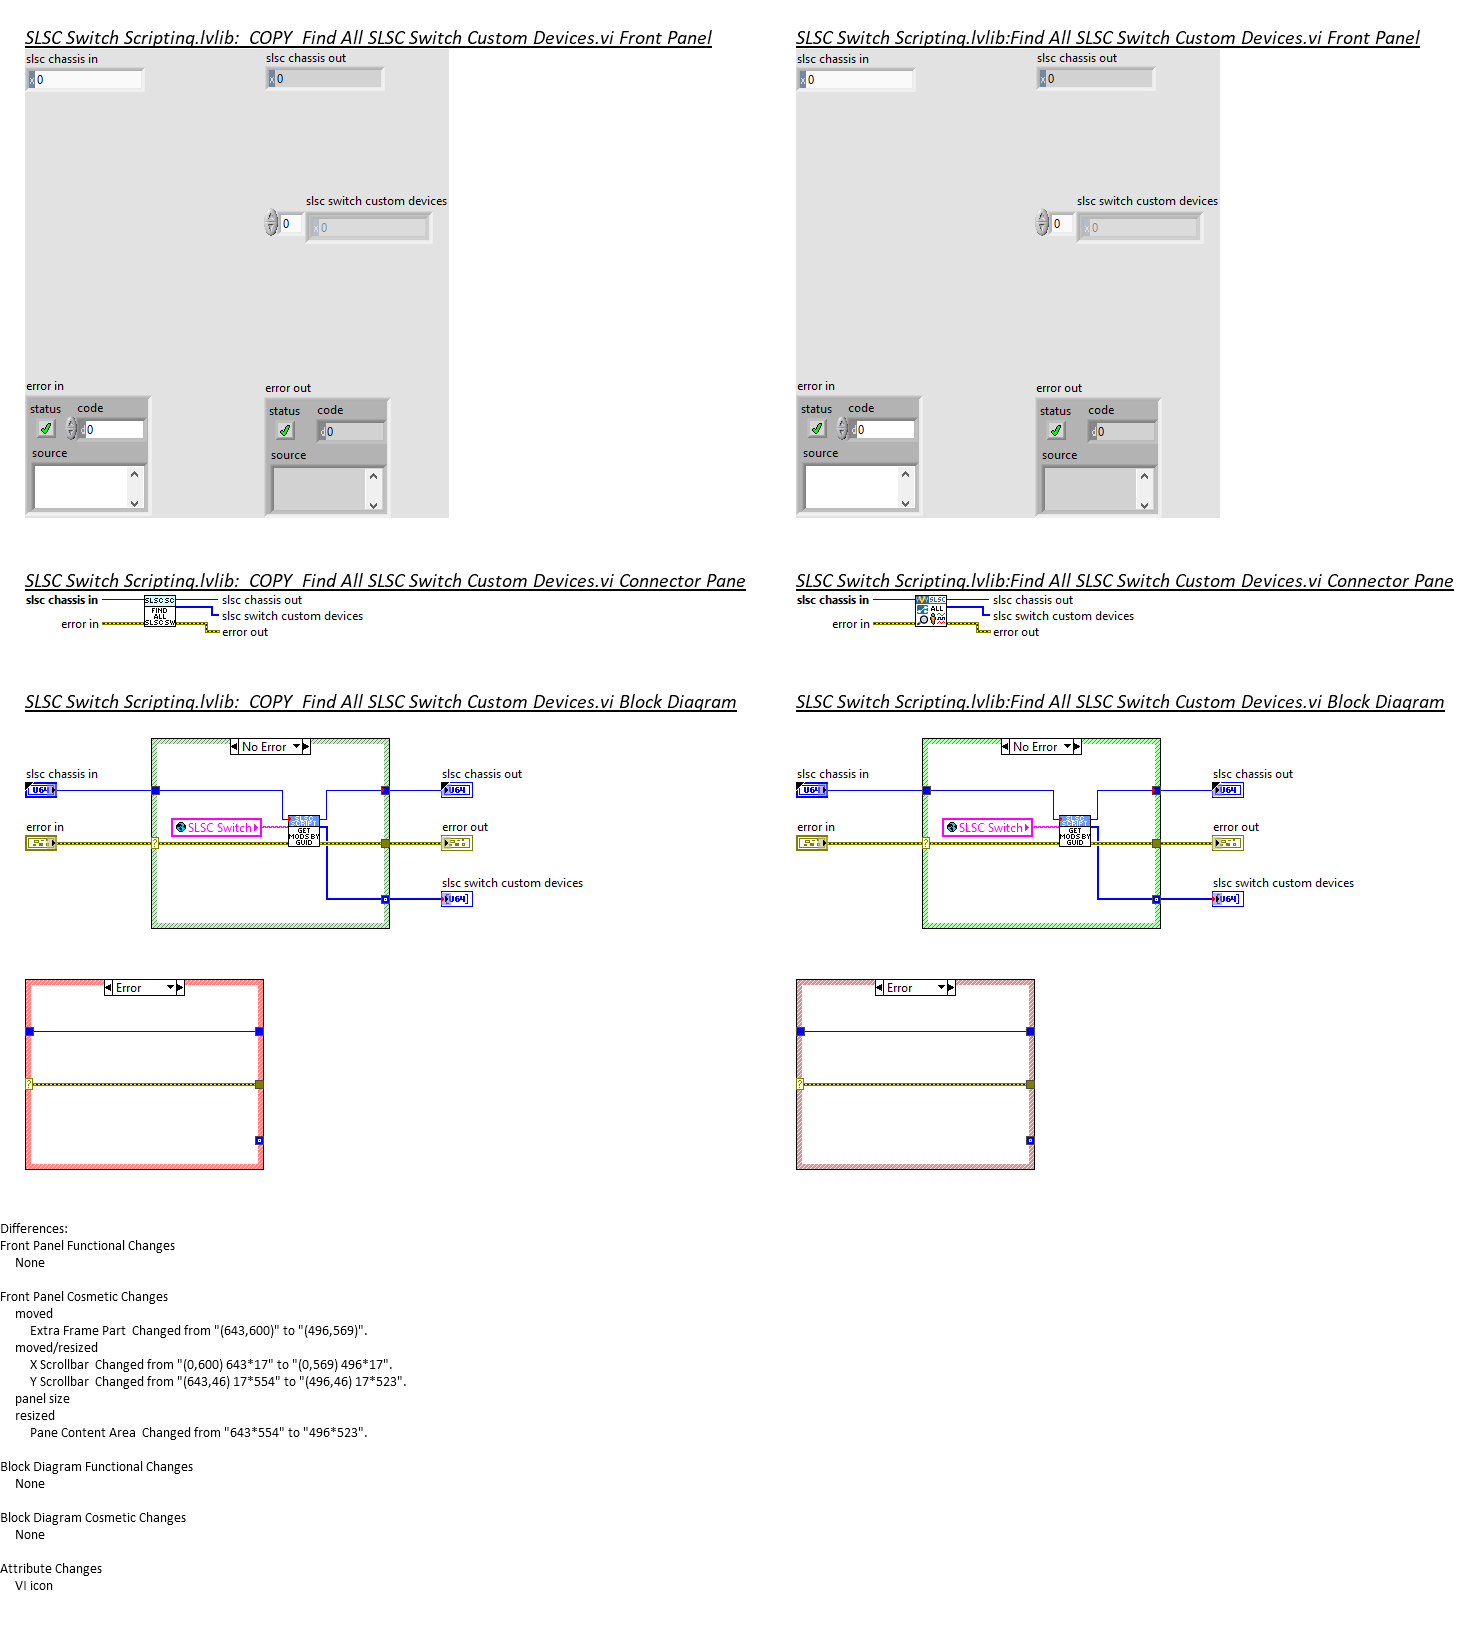 SLSC Switch Scripting.lvlib:_COPY_Find All SLSC Switch Custom Devices.vi Front Panel
slsc chassis in
x 0
slsc chassis out
x 0
slsc switch custom devices
0
x 0
error in
status
code
d 0
source
error out
status
code
d 0
source
SLSC Switch Scripting.lvlib:Find All SLSC Switch Custom Devices.vi Front Panel
slsc chassis in
x 0
slsc chassis out
x 0
slsc switch custom devices
0
x 0
error in
status
code
d 0
source
error out
status
code
d 0
source
SLSC Switch Scripting.lvlib:_COPY_Find All SLSC Switch Custom Devices.vi Connector Pane
slsc chassis in
error in
SLSC SC
FIND
ALL
SLSC SW
slsc chassis out
slsc switch custom devices
error out
SLSC Switch Scripting.lvlib:Find All SLSC Switch Custom Devices.vi Connector Pane
slsc chassis in
error in
SLSC
ALL
slsc chassis out
slsc switch custom devices
error out
SLSC Switch Scripting.lvlib:_COPY_Find All SLSC Switch Custom Devices.vi Block Diagram
No Error
slsc chassis in
U64
error in
SLSC Switch
SLSC
SCRIPT
GET
MODS BY
GUID
?
slsc chassis out
U64
error out
slsc switch custom devices
U64
Error
?
SLSC Switch Scripting.lvlib:Find All SLSC Switch Custom Devices.vi Block Diagram
No Error
slsc chassis in
U64
error in
SLSC Switch
SLSC
SCRIPT
GET
MODS BY
GUID
?
slsc chassis out
U64
error out
slsc switch custom devices
U64
Error
?
Differences:
Front Panel Functional Changes
None
Front Panel Cosmetic Changes
moved
Extra Frame Part  Changed from "(643,600)" to "(496,569)".
moved/resized
X Scrollbar  Changed from "(0,600) 643*17" to "(0,569) 496*17".
Y Scrollbar  Changed from "(643,46) 17*554" to "(496,46) 17*523".
panel size
resized
Pane Content Area  Changed from "643*554" to "496*523".
Block Diagram Functional Changes
None
Block Diagram Cosmetic Changes
None
Attribute Changes
VI icon